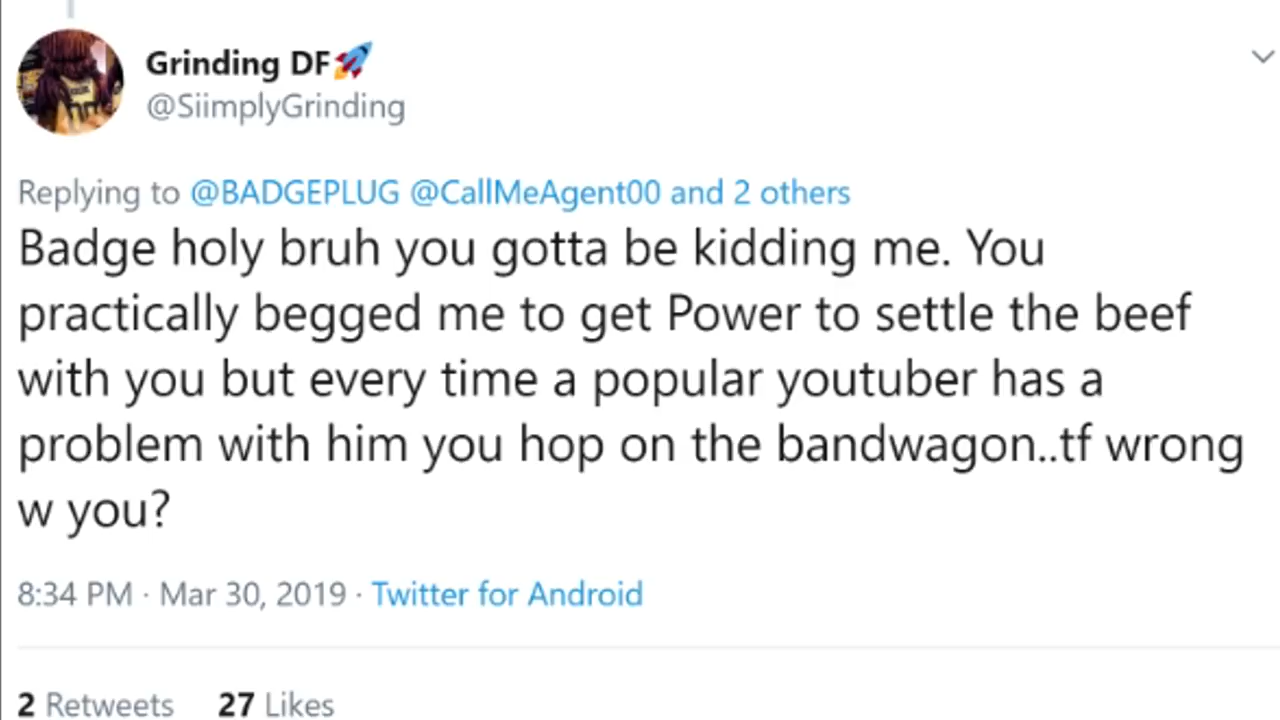 Grinding DF🚀
@SiimplyGrinding
Replying to @BADGEPLUG @CallMeAgent00 and 2 others
Badge holy bruh you gotta be kidding me. You
practically begged me to get Power to settle the beef
with you but every time a popular youtuber has a
problem with him you hop on the bandwagon..tf wrong
w you?
8:34 PM · Mar 30, 2019 · Twitter for Android
2 Retweets 27 Likes